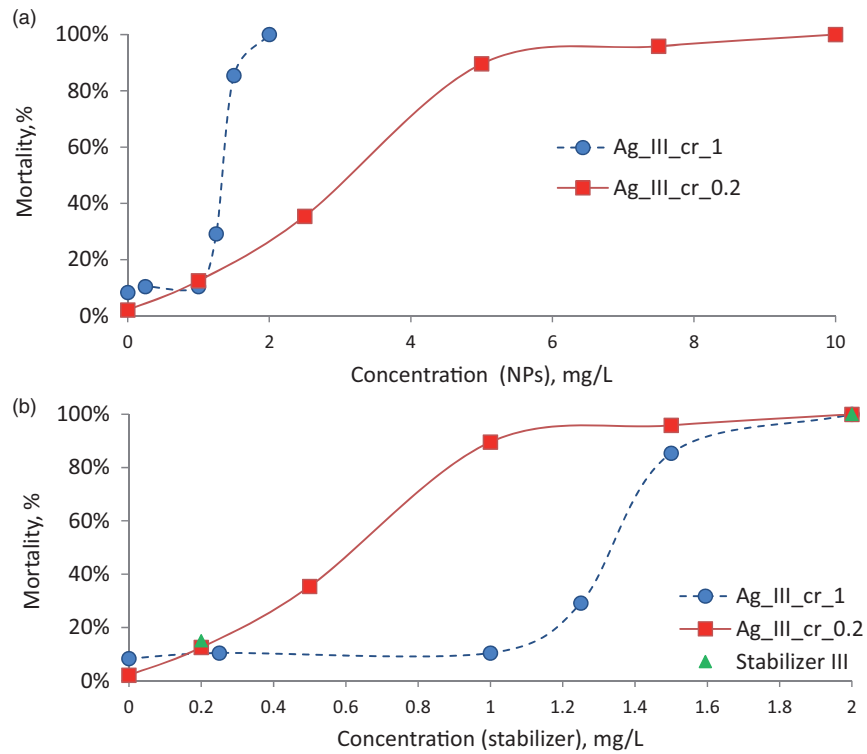 (a)
100%
80%
60%
40%
20%
0%
Mortality,%
Ag_III_cr_1
Ag_III_cr_0.2
0 2 4 6 8 10
Concentration (NPs), mg/L
(b)
100%
80%
60%
40%
20%
0%
Mortality, %
Ag_III_cr_1
Ag_III_cr_0.2
Stabilizer III
0 0.2 0.4 0.6 0.8 1 1.2 1.4 1.6 1.8 2
Concentration (stabilizer), mg/L